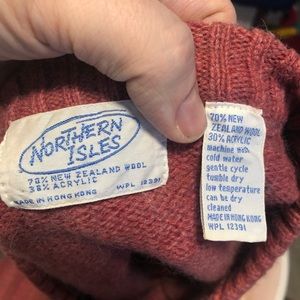 NORTHERN
ISLES
70% NEW ZEALAND WOOL
30% ACRYLIC
MADE IN HONG KONG WPL 12391
70% NEW
ZEALAND WOOL
30% ACRYLIC
machine wash
cold water
gentle cycle
tumble dry
low temperature
can be dry
cleaned
MADE IN HONG KONG
WPL 12391